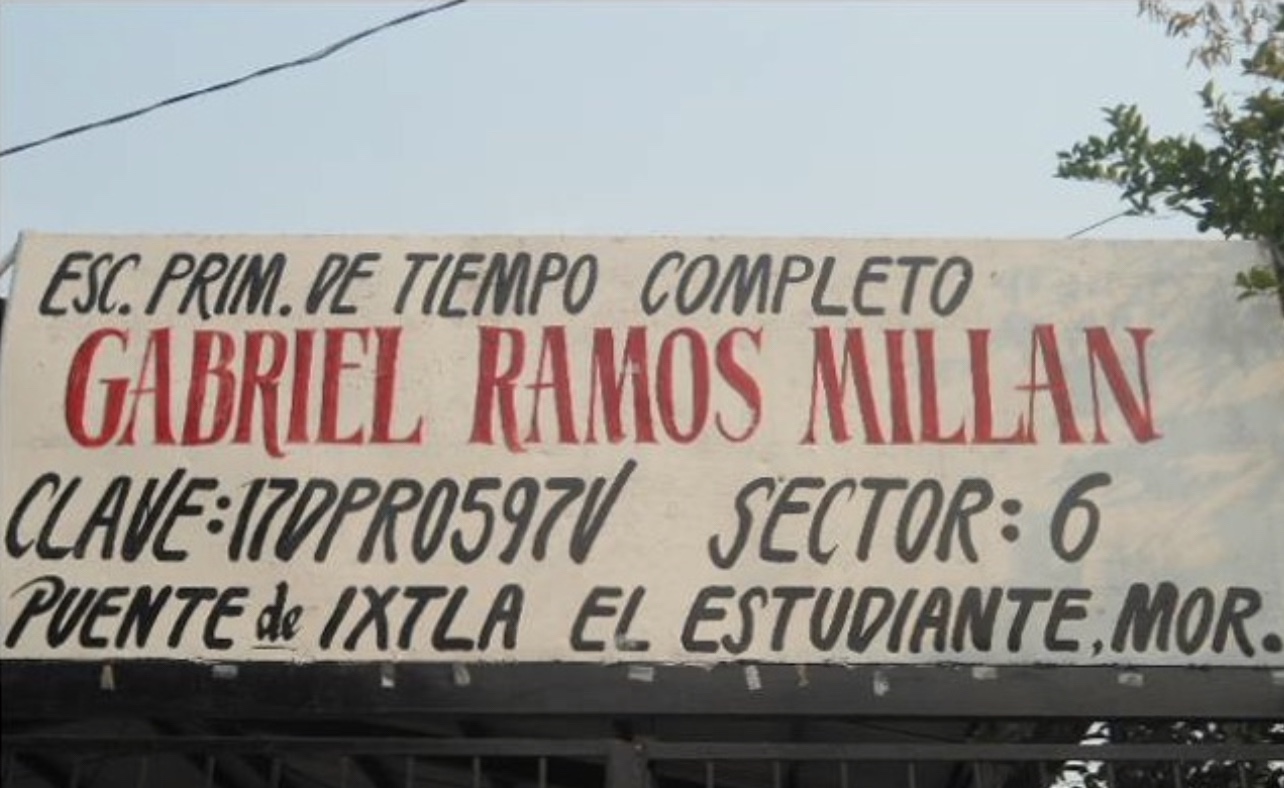 ESC. PRIM. DE TIEMPO COMPLETO
GABRIEL RAMOS MILLAN
CLAVE: 17DPR0597V SECTOR: 6
PUENTE de IXTLA EL ESTUDIANTE, MOR.